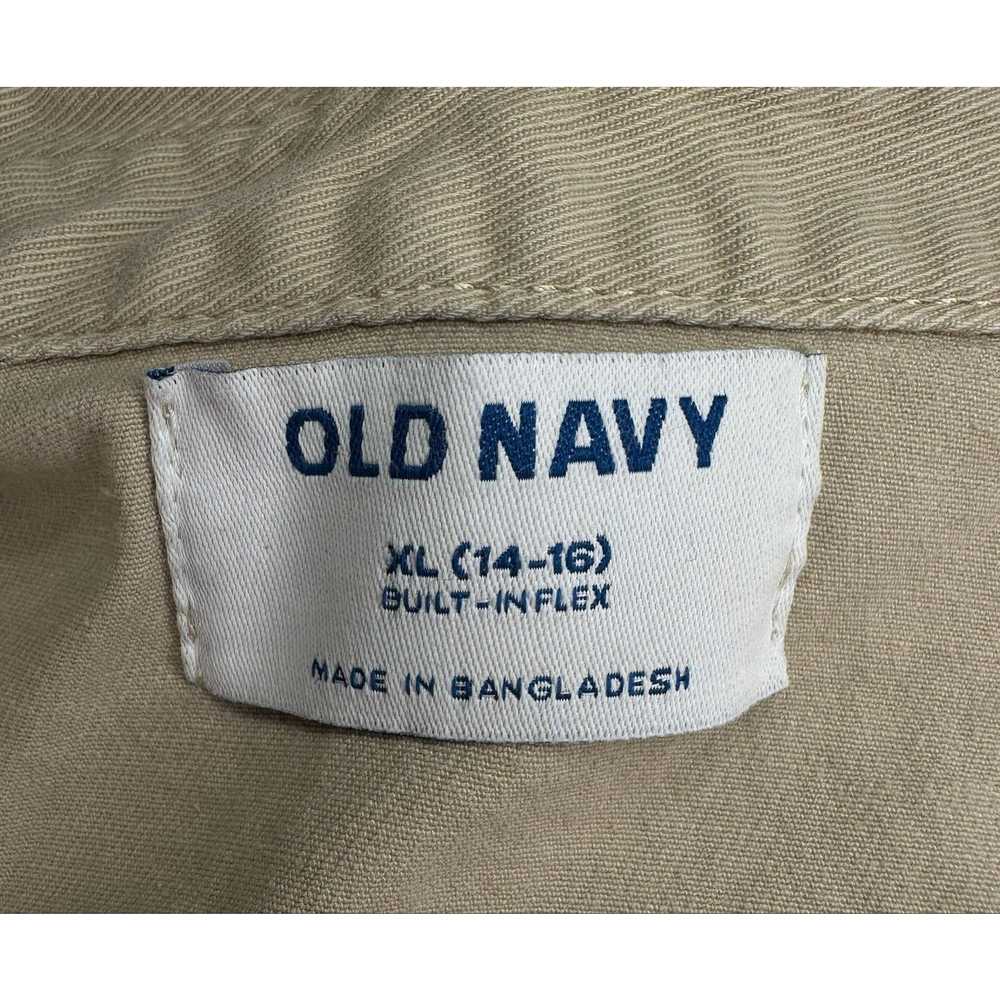 OLD NAVY
XL (14-16)
BUILT-IN FLEX
MADE IN BANGLADESH